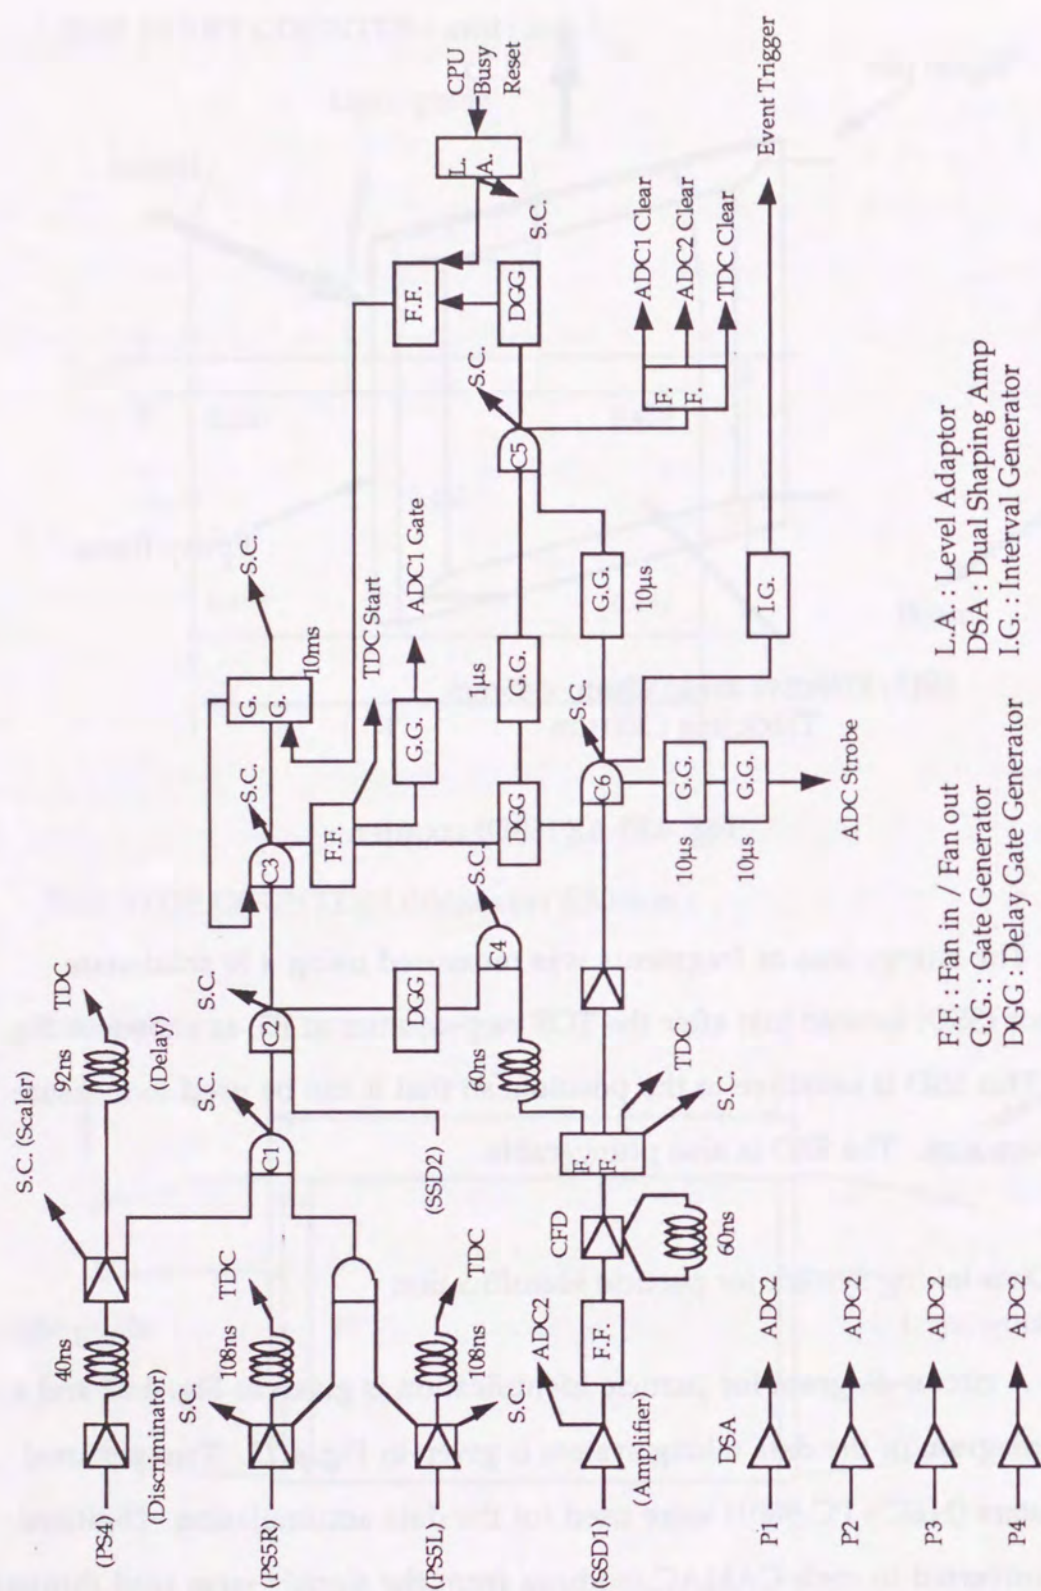 S.C. (Scaler)
40ns
92ns
TDC
(PS4)
(Discriminator)
(Delay)
S.C.
108ns
TDC
(PS5R)
S.C.
C1
S.C.
C2
S.C.
C3
S.C.
G.
G.
10ms
F.F.
TDC Start
G.G.
ADC1 Gate
(PS5L)
108ns
TDC
S.C.
(SSD2)
DGG
C4
S.C.
DGG
1μs
G.G.
C5
S.C.
DGG
F.F.
L.
A.
CPU
Busy
Reset
S.C.
ADC2
(SSD1)
(Amplifier)
F.F.
CFD
60ns
F.
F.
60ns
TDC
S.C.
C6
S.C.
G.G.
10μs
F.
F.
ADC1 Clear
ADC2 Clear
TDC Clear
10μs
G.G.
10μs
G.G.
ADC Strobe
I.G.
Event Trigger
DSA
P1
ADC2
P2
ADC2
P3
ADC2
P4
ADC2
F.F. : Fan in / Fan out
G.G. : Gate Generator
DGG : Delay Gate Generator
L.A : Level Adaptor
DSA : Dual Shaping Amp
I.G. : Interval Generator